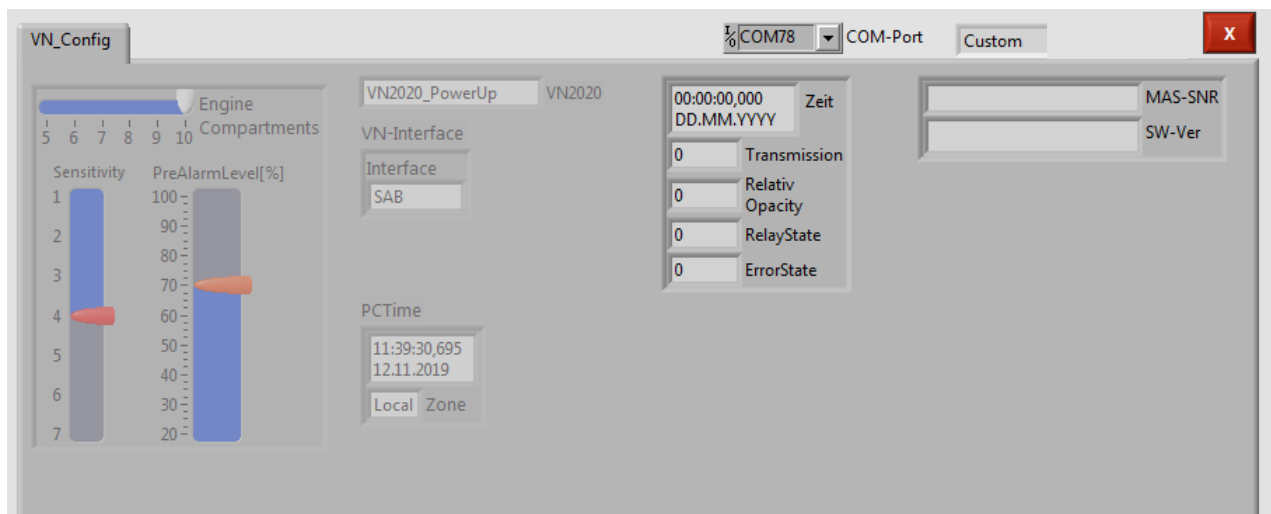 VN_Config
I/O COM78 COM-Port
Custom
X
Engine
Compartments
5 6 7 8 9 10
Sensitivity
1
2
3
4
5
6
7
PreAlarmLevel[%]
100
90
80
70
60
50
40
30
20
VN2020_PowerUp VN2020
VN-Interface
Interface
SAB
PCTime
11:39:30,695
12.11.2019
Local Zone
00:00:00,000
DD.MM.YYYY
Zeit
0 Transmission
0 Relativ
Opacity
0 RelayState
0 ErrorState
MAS-SNR
SW-Ver